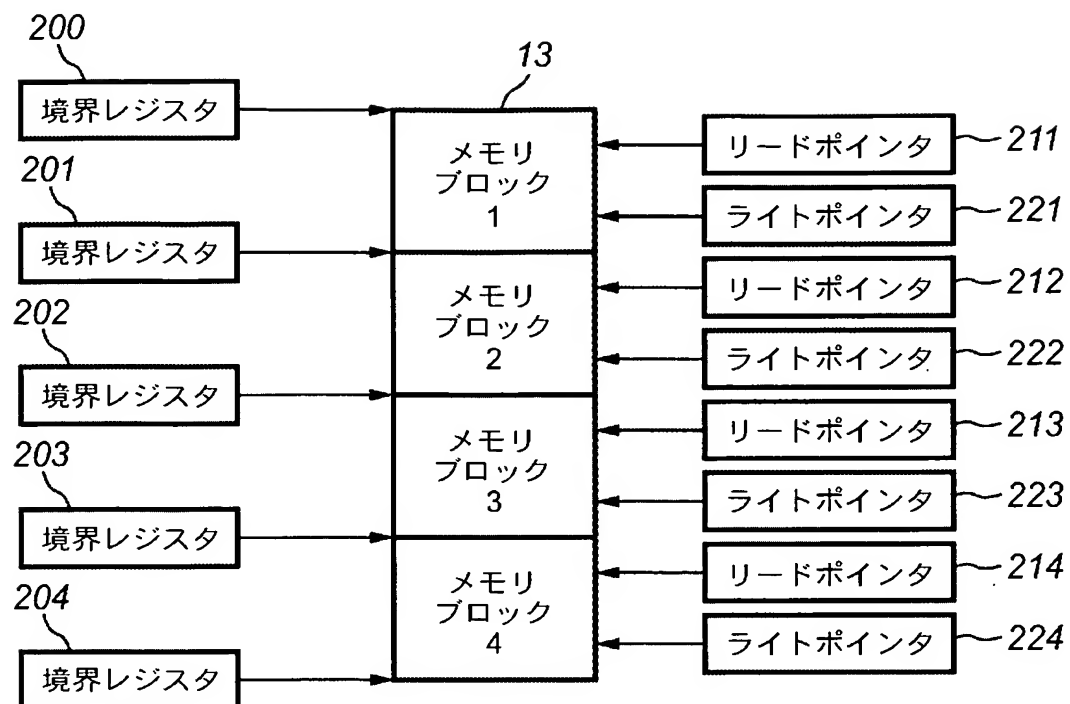 200
境界レジスタ
201
境界レジスタ
202
境界レジスタ
203
境界レジスタ
204
境界レジスタ
13
メモリ
ブロック
1
メモリ
ブロック
2
メモリ
ブロック
3
メモリ
ブロック
4
リードポインタ 211
ライトポインタ 221
リードポインタ 212
ライトポインタ 222
リードポインタ 213
ライトポインタ 223
リードポインタ 214
ライトポインタ 224